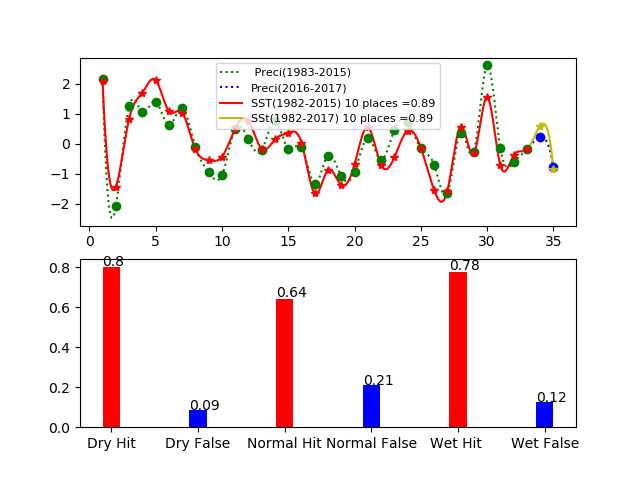 Preci(1983-2015)
Preci(2016-2017)
SST(1982-2015) 10 places =0.89
SSt(1982-2017) 10 places =0.89
2
1
0
−1
−2
0 5 10 15 20 25 30 35
0.8
0.6
0.4
0.2
0.0
0.8
0.09
0.64
0.21
0.78
0.12
Dry Hit Dry False Normal Hit Normal False Wet Hit Wet False